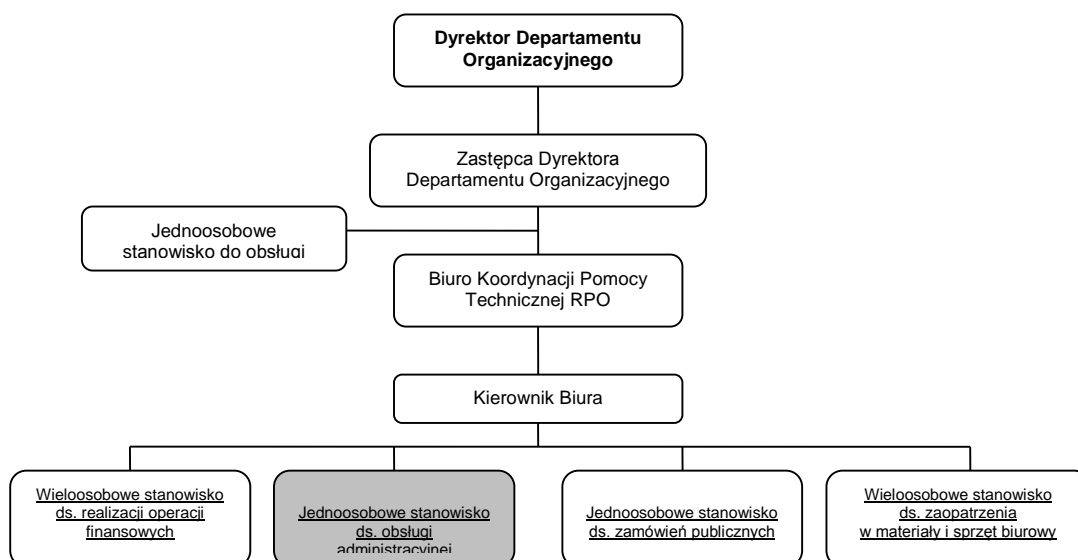 Dyrektor Departamentu
Organizacyjnego
Zastępca Dyrektora
Departamentu Organizacyjnego
Jednoosobowe
stanowisko do obsługi
Biuro Koordynacji Pomocy
Technicznej RPO
Kierownik Biura
Wieloosobowe stanowisko
ds. realizacji operacji
finansowych
Jednoosobowe stanowisko
ds. obsługi
administracyjnej
Jednoosobowe stanowisko
ds. zamówień publicznych
Wieloosobowe stanowisko
ds. zaopatrzenia
w materiały i sprzęt biurowy